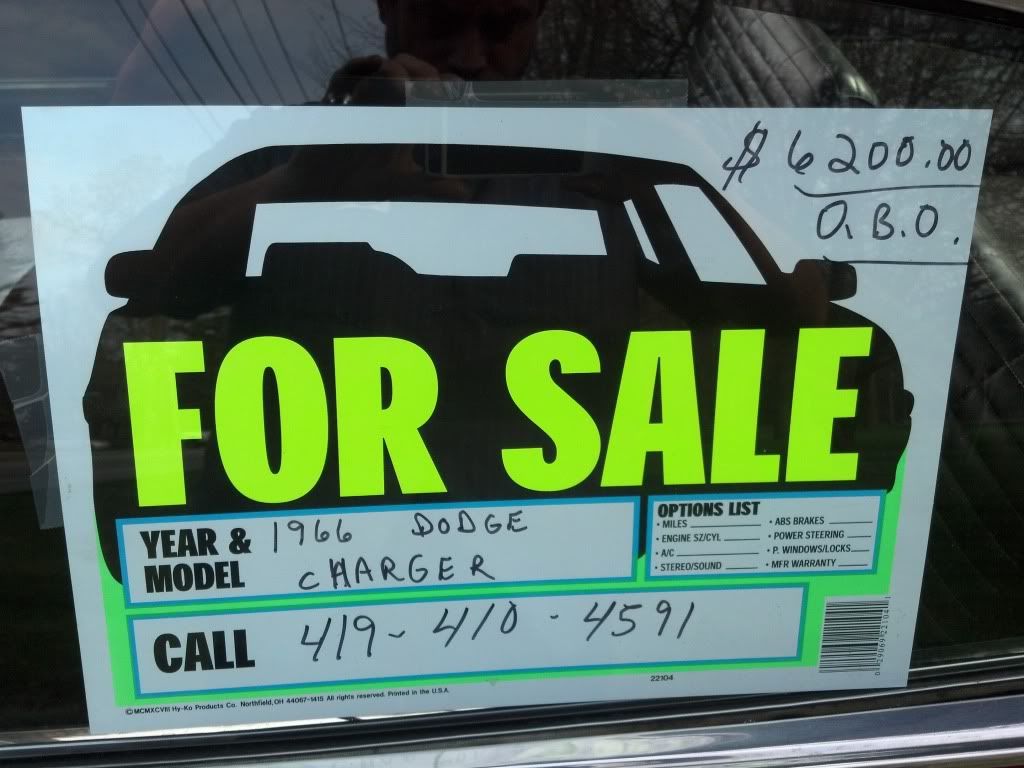 $ 6200.00
O.B.O.
FOR SALE
YEAR & MODEL 1966 DODGE
CHARGER
OPTIONS LIST
• MILES
• ENGINE SZ/CYL
• A/C
• STEREO/SOUND
• ABS BRAKES
• POWER STEERING
• P. WINDOWS/LOCKS
• MFR WARRANTY
CALL 419-410-4591
22104
© MCMXCVIII Hy-Ko Products Co. Northfield, OH 44067-1415 All rights reserved. Printed in the U.S.A.